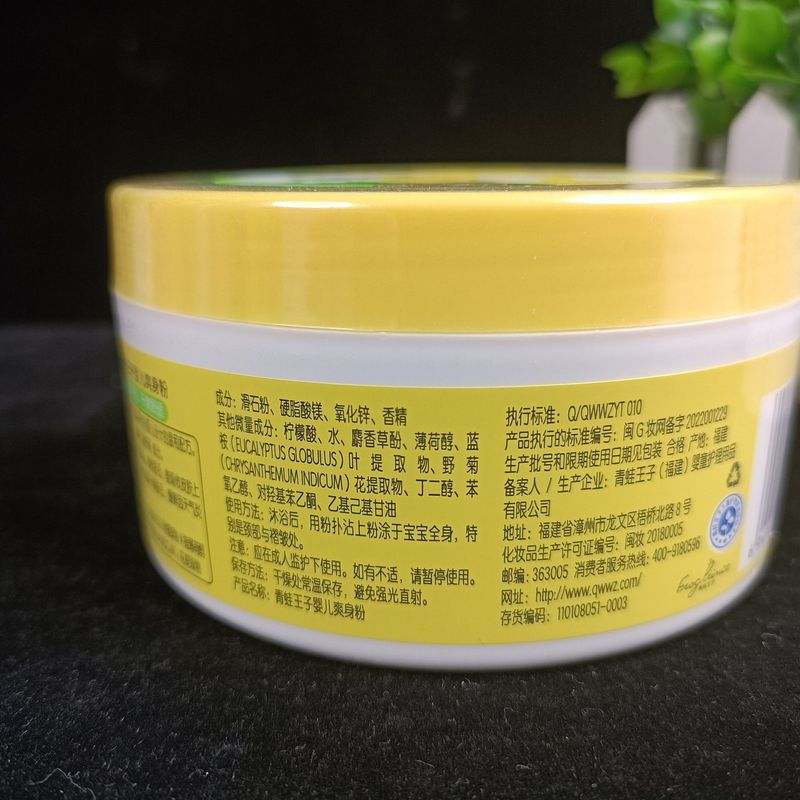 爽身粉
成分：滑石粉、硬脂酸镁、氧化锌、香精
其他微量成分：柠檬酸、水、麝香草酚、薄荷醇、蓝
桉（EUCALYPTUS GLOBULUS）叶提取物、野菊
（CHRYSANTHEMUM INDICUM）花提取物、丁二醇、苯
氧乙醇、对羟基苯乙酮、乙基己基甘油
使用方法：沐浴后，用粉扑沾上粉涂于宝宝全身，特
别是颈部与褶皱处。
注意：应在成人监护下使用。如有不适，请暂停使用。
保存方法：干燥处常温保存，避免强光直射。
产品名称：青蛙王子婴儿爽身粉
执行标准：Q/QWWZYT 010
产品执行的标准编号：闽G妆网备字2022001229
生产批号和限期使用日期见包装 合格 产地：福建
备案人/生产企业：青蛙王子（福建）婴童护理用品
有限公司
地址：福建省漳州市龙文区梧桥北路8号
化妆品生产许可证编号：闽妆20180005
邮编：363005 消费者服务热线：400-9180596
网址：http://www.qwwz.com/
存货编码：110108051-0003
frog prince